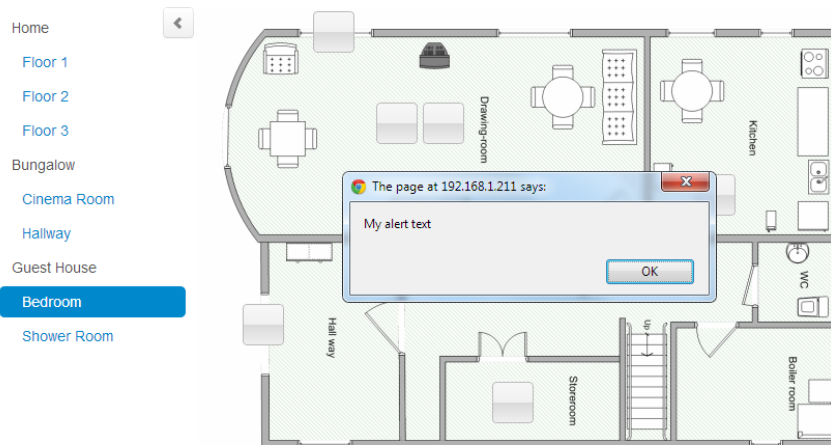 Home
Floor 1
Floor 2
Floor 3
Bungalow
Cinema Room
Hallway
Guest House
Bedroom
Shower Room
Drawing-room
Kitchen
The page at 192.168.1.211 says:
My alert text
OK
WC
Hall way
Up
Storeroom
Boiler room